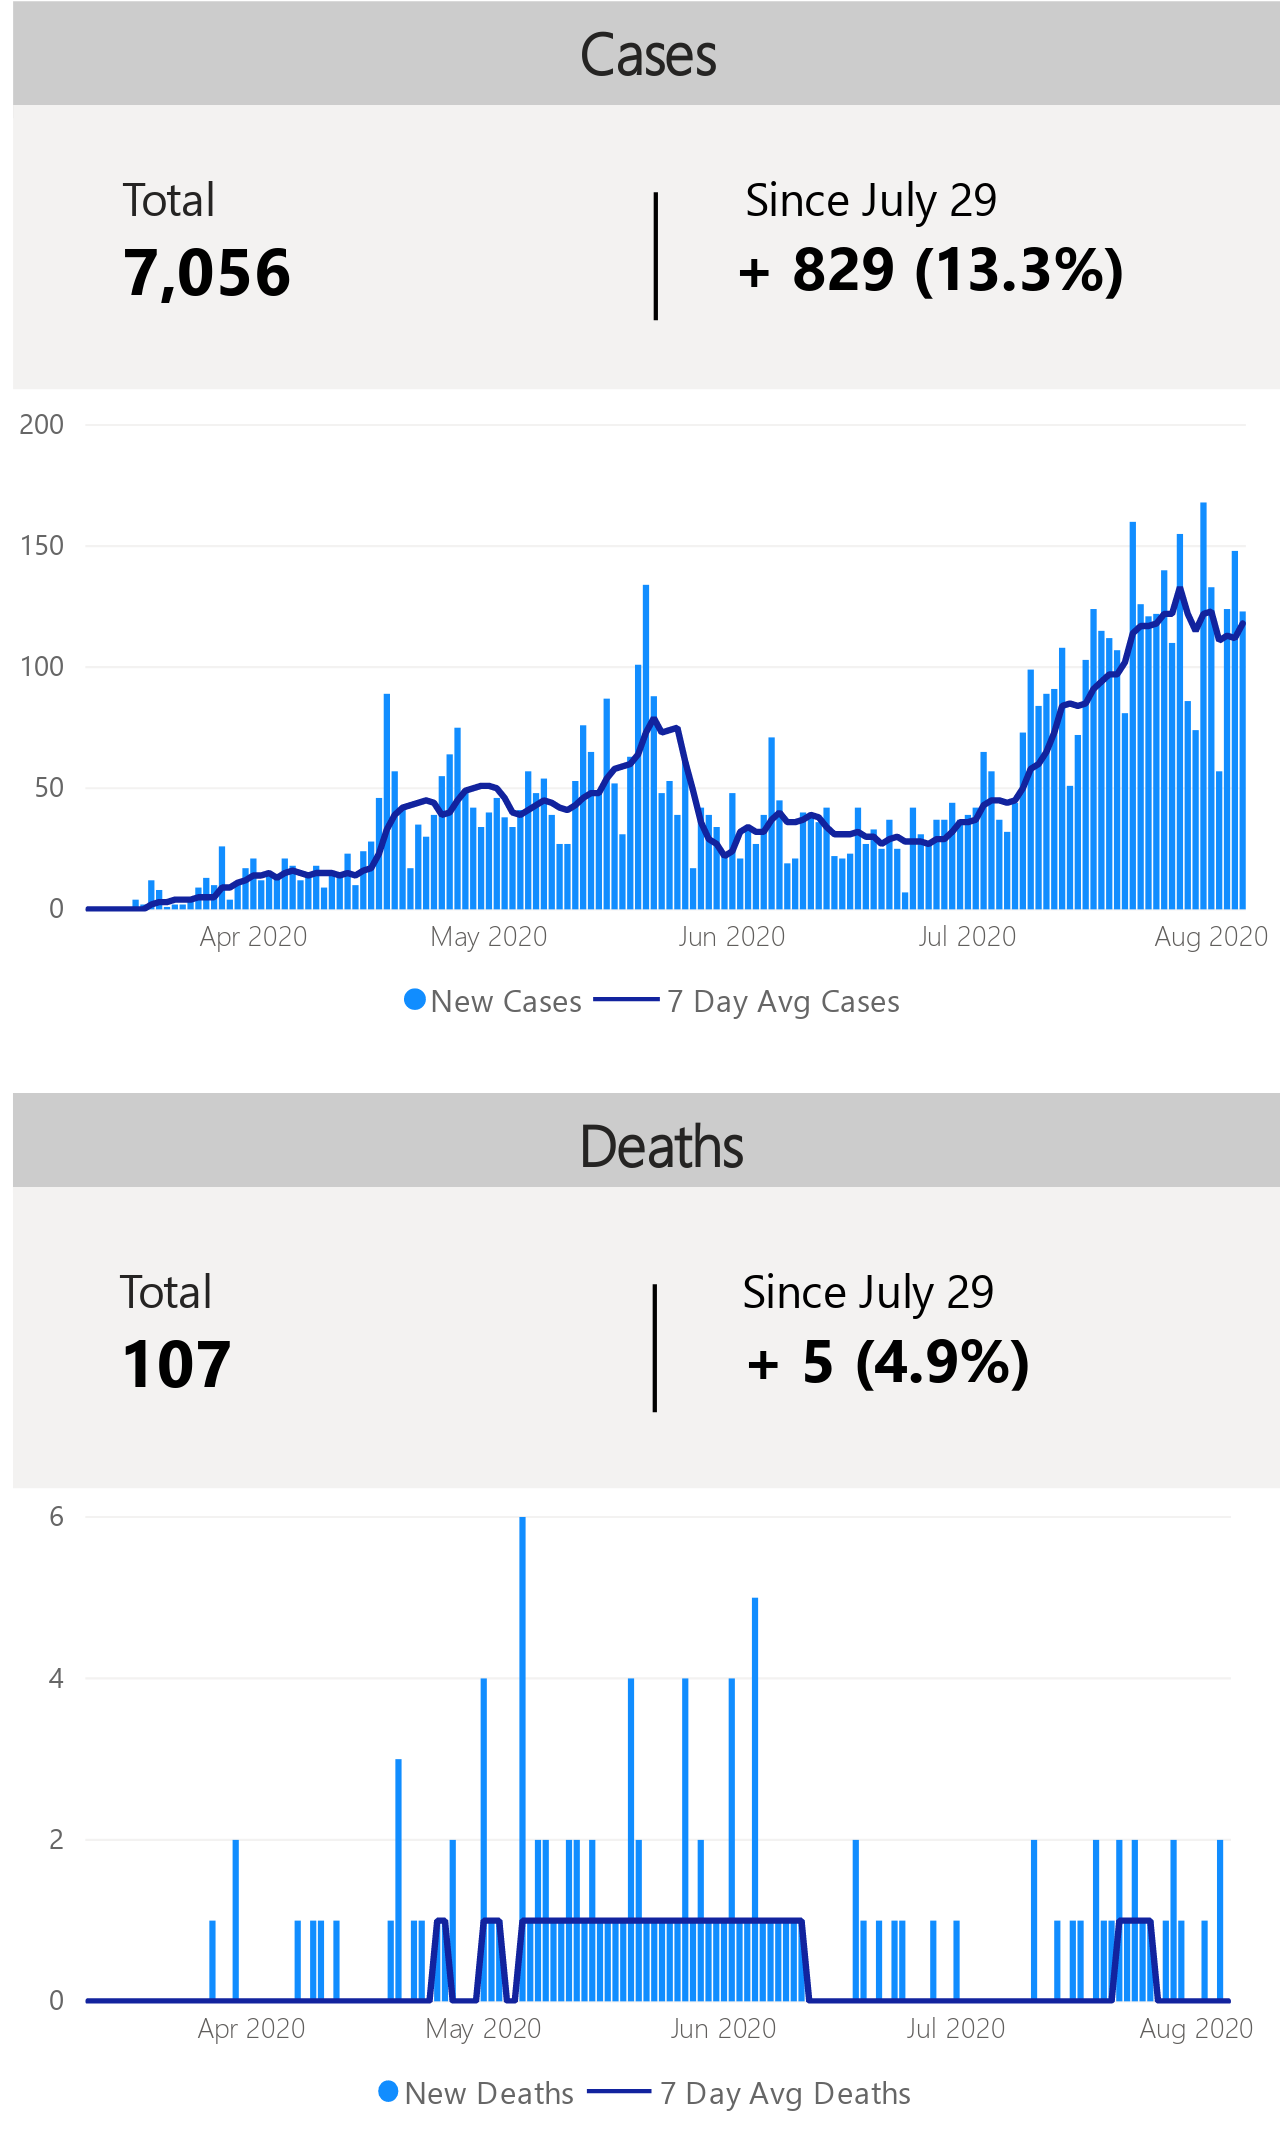 Cases
Total
Since July 29
7,056
+ 829 (13.3%)
200
150
100
50
0
Apr 2020
May 2020
Jun 2020
Jul 2020
Aug 2020
New Cases
7 Day Avg Cases
Deaths
Total
Since July 29
107
+ 5 (4.9%)
6
4
2
0
Apr 2020
May 2020
Jun 2020
Jul 2020
Aug 2020
New Deaths
7 Day Avg Deaths